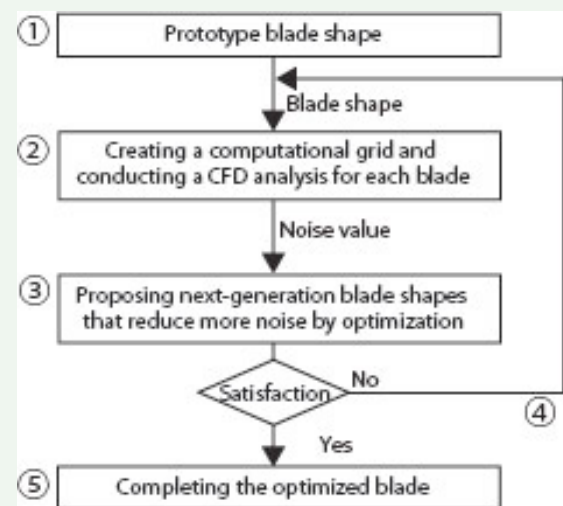 ① Prototype blade shape
Blade shape
② Creating a computational grid and
conducting a CFD analysis for each blade
Noise value
③ Proposing next-generation blade shapes
that reduce more noise by optimization
Satisfaction
No
④
Yes
⑤ Completing the optimized blade